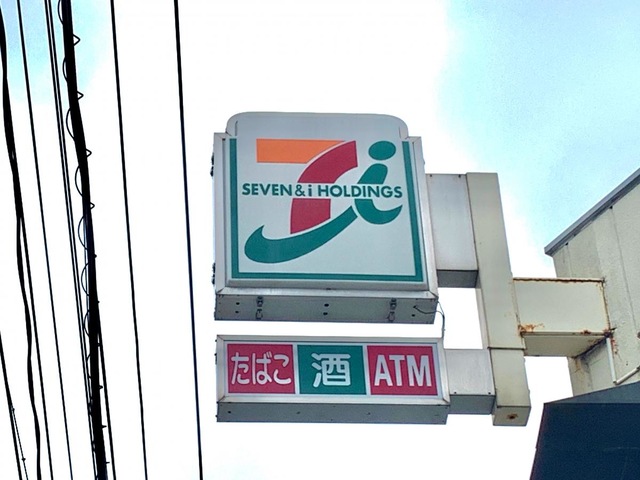 SEVEN & i HOLDINGS
たばこ 酒 ATM